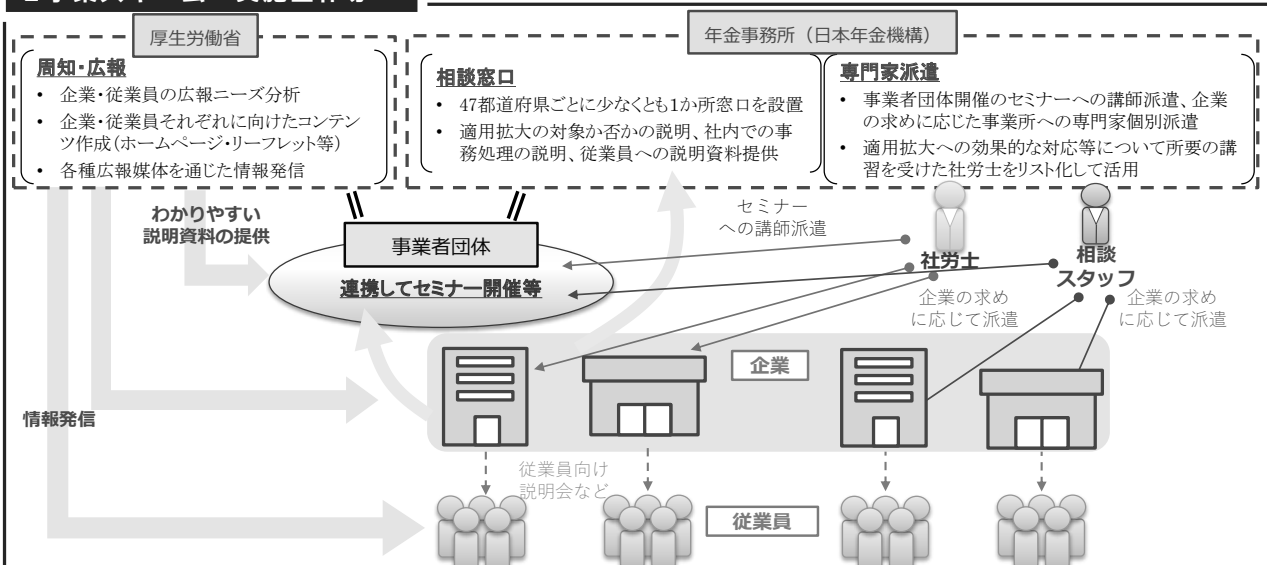 厚生労働省
周知・広報
• 企業・従業員の広報ニーズ分析
• 企業・従業員それぞれに向けたコンテン
ツ作成(ホームページ・リーフレット等)
• 各種広報媒体を通じた情報発信
年金事務所（日本年金機構）
相談窓口
• 47都道府県ごとに少なくとも1か所窓口を設置
• 適用拡大の対象か否かの説明、社内での事
務処理の説明、従業員への説明資料提供
専門家派遣
• 事業者団体開催のセミナーへの講師派遣、企業
の求めに応じた事業所への専門家個別派遣
• 適用拡大への効果的な対応等について所要の講
習を受けた社労士をリスト化して活用
わかりやすい
説明資料の提供
事業者団体
連携してセミナー開催等
セミナー
への講師派遣
社労士
相談
スタッフ
企業の求め
に応じて派遣
企業の求め
に応じて派遣
企業
情報発信
従業員向け
説明会など
従業員